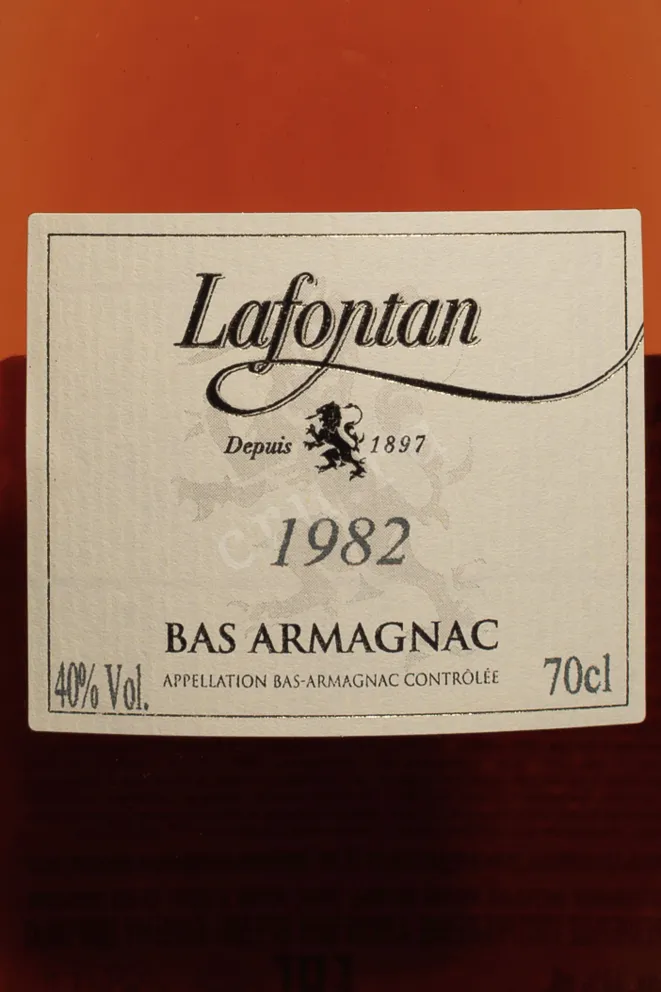 Lafontan
Depuis 1897
1982
BAS ARMAGNAC
40% Vol.
APPELLATION BAS-ARMAGNAC CONTRÔLÉE
70cl